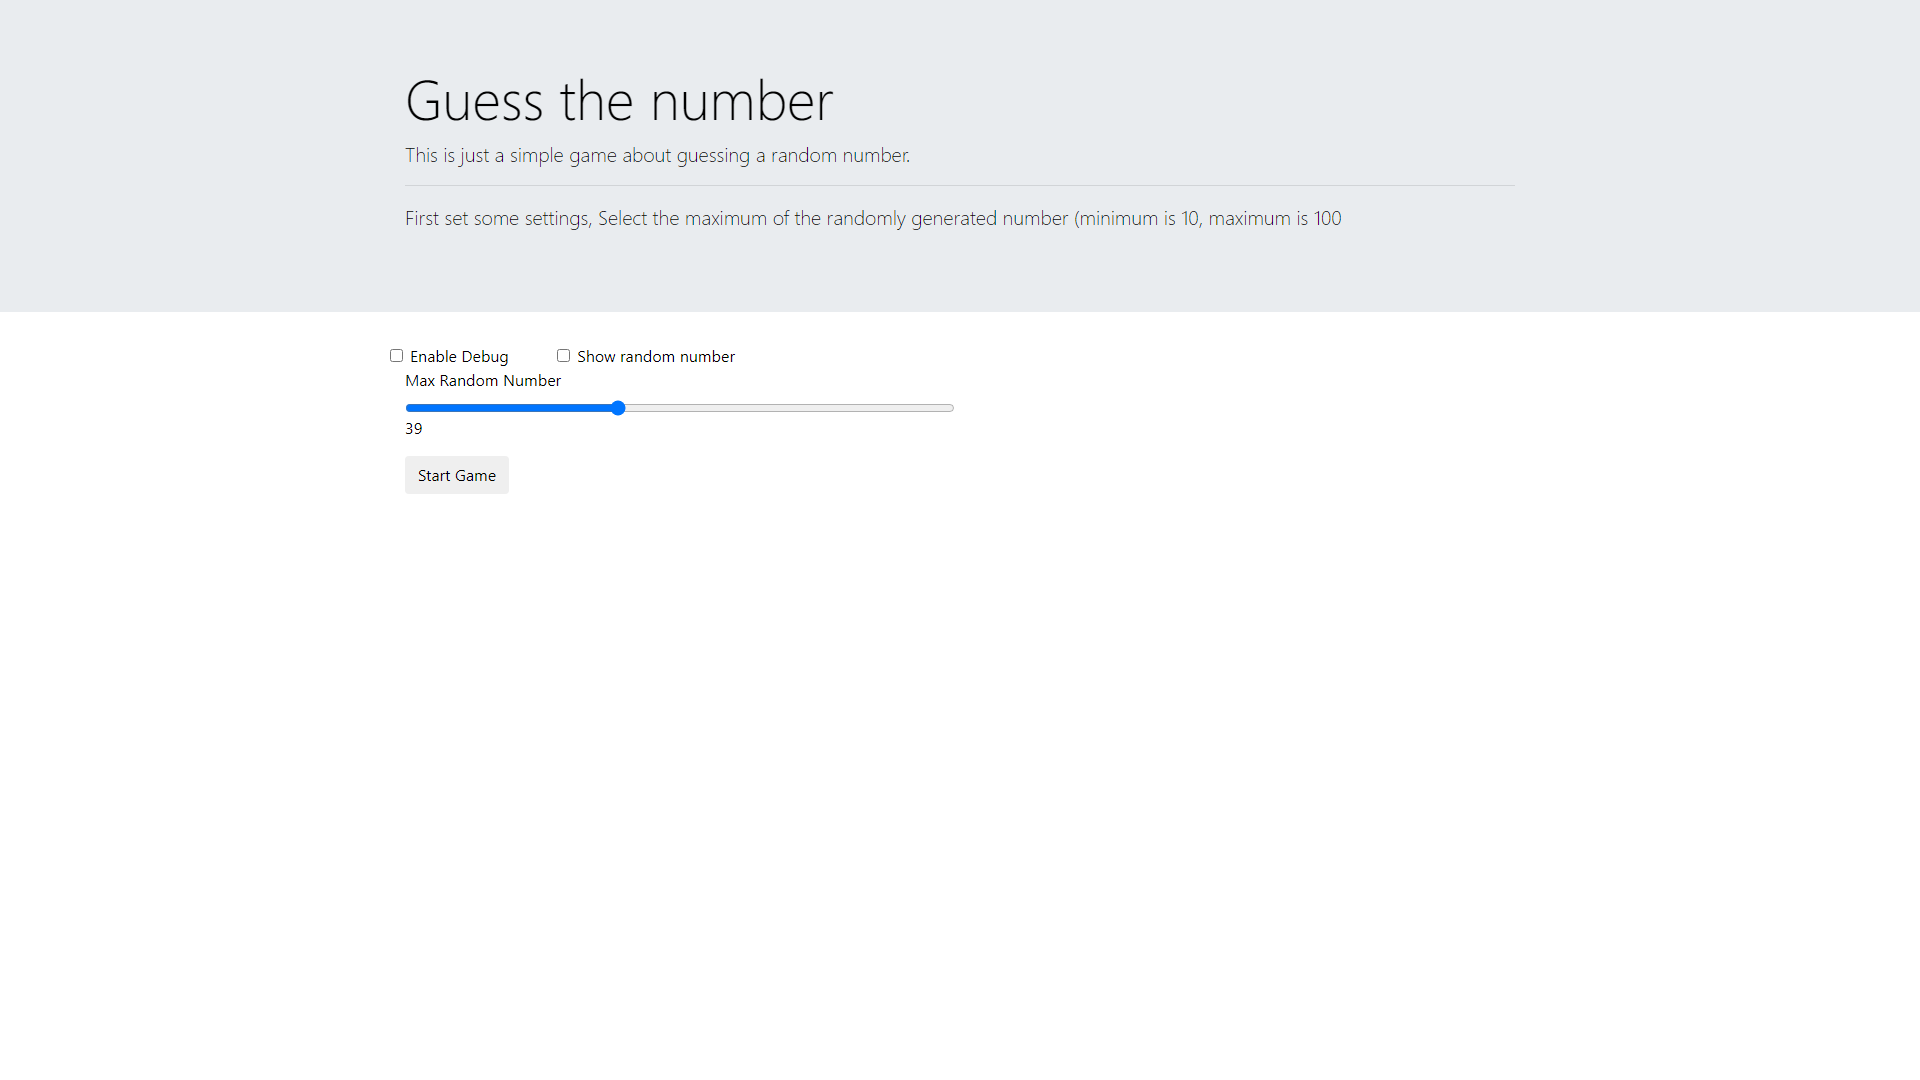 Guess the number
This is just a simple game about guessing a random number.
First set some settings, Select the maximum of the randomly generated number (minimum is 10, maximum is 100
Enable Debug Show random number
Max Random Number
39
Start Game